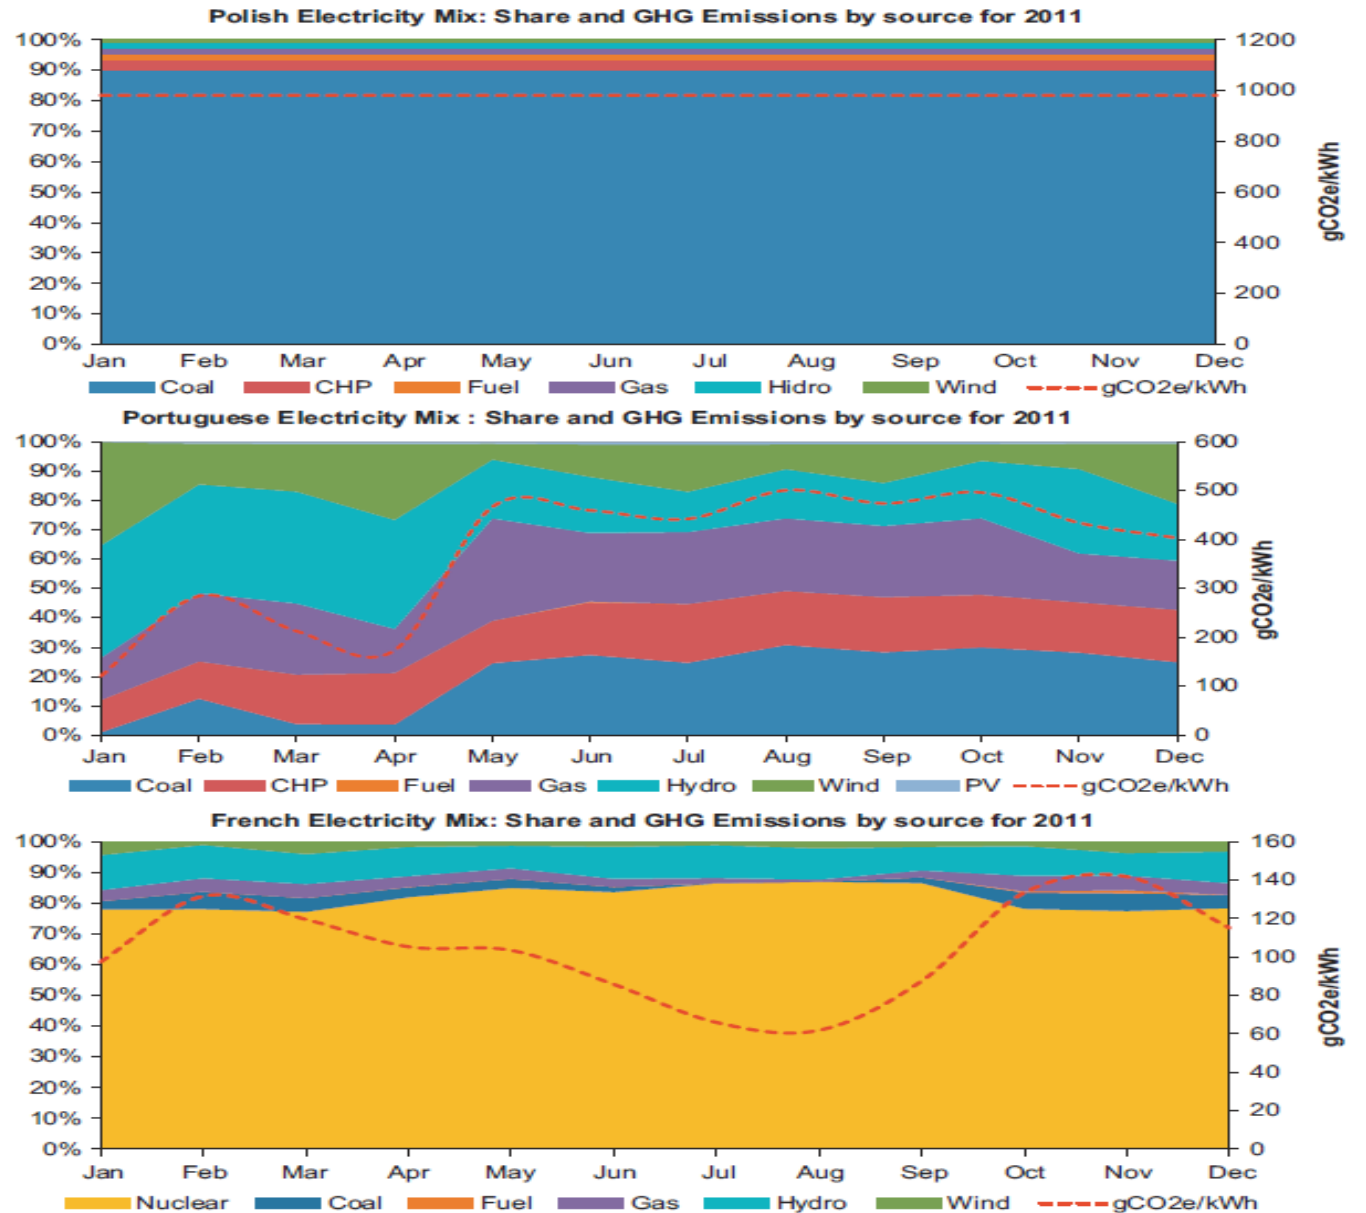 Polish Electricity Mix: Share and GHG Emissions by source for 2011
100% 1200
90%
80% 1000
70% 800
60%
50% 600
40% 400
30%
20% 200
10%
0% 0
gCO2e/kWh
Jan Feb Mar Apr May Jun Jul Aug Sep Oct Nov Dec
Coal CHP Fuel Gas Hidro Wind gCO2e/kWh
Portuguese Electricity Mix : Share and GHG Emissions by source for 2011
100% 600
90%
80% 500
70% 400
60%
50% 300
40%
30% 200
20% 100
10%
0% 0
gCO2e/kWh
Jan Feb Mar Apr May Jun Jul Aug Sep Oct Nov Dec
Coal CHP Fuel Gas Hydro Wind PV gCO2e/kWh
French Electricity Mix: Share and GHG Emissions by source for 2011
100% 160
90% 140
80% 120
70%
60% 100
50% 80
40% 60
30%
20% 40
10% 20
0% 0
gCO2e/kWh
Jan Feb Mar Apr May Jun Jul Aug Sep Oct Nov Dec
Nuclear Coal Fuel Gas Hydro Wind gCO2e/kWh